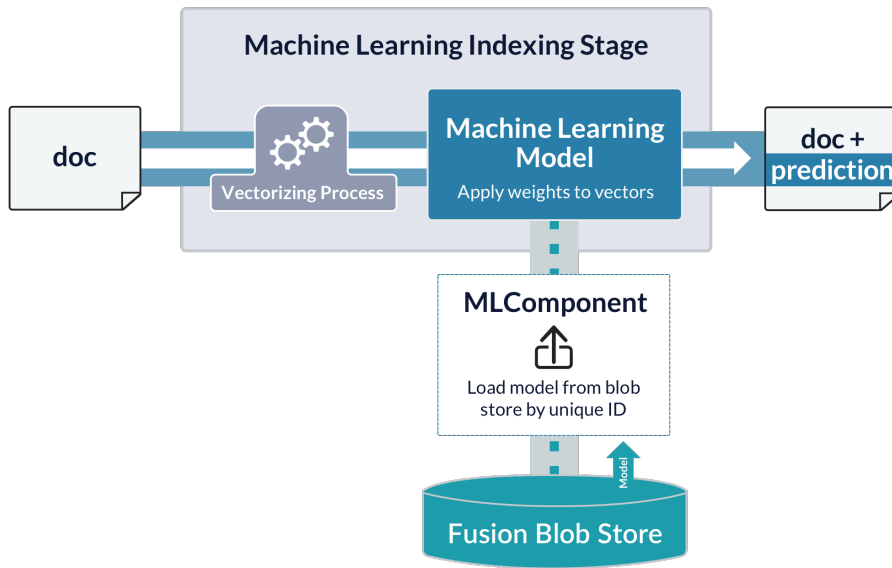 Machine Learning Indexing Stage
doc
Vectorizing Process
Machine Learning
Model
Apply weights to vectors
doc +
prediction
MLComponent
Load model from blob
store by unique ID
Model
Fusion Blob Store